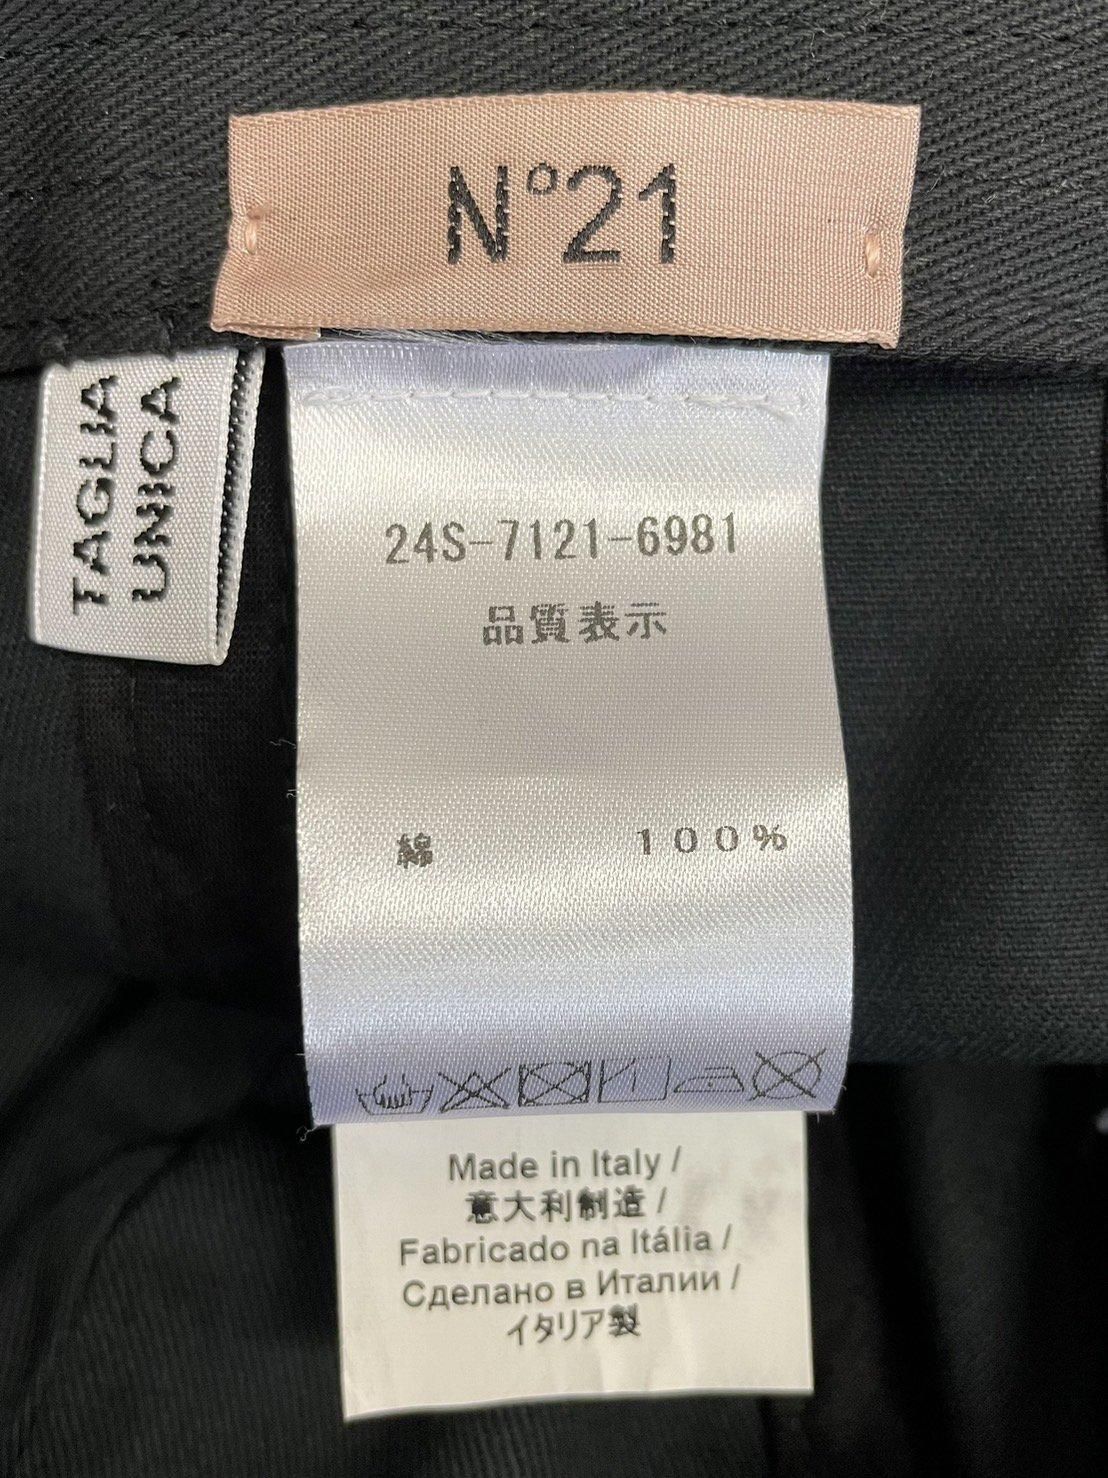 N°21
TAGLIA
UNICA
24S-7121-6981
品質表示
綿 100%
Made in Italy /
意大利制造 /
Fabricado na Itália /
Сделано в Италии /
イタリア製